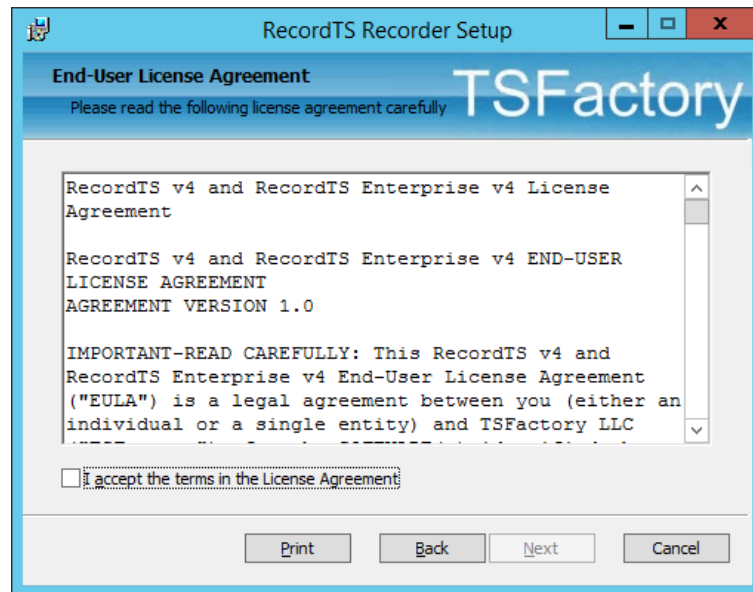 RecordTS Recorder Setup
End-User License Agreement
Please read the following license agreement carefully
TSFactory
RecordTS v4 and RecordTS Enterprise v4 License
Agreement
RecordTS v4 and RecordTS Enterprise v4 END-USER
LICENSE AGREEMENT
AGREEMENT VERSION 1.0
IMPORTANT-READ CAREFULLY: This RecordTS v4 and
RecordTS Enterprise v4 End-User License Agreement
("EULA") is a legal agreement between you (either an
individual or a single entity) and TSFactory LLC
I accept the terms in the License Agreement
Print
Back
Next
Cancel